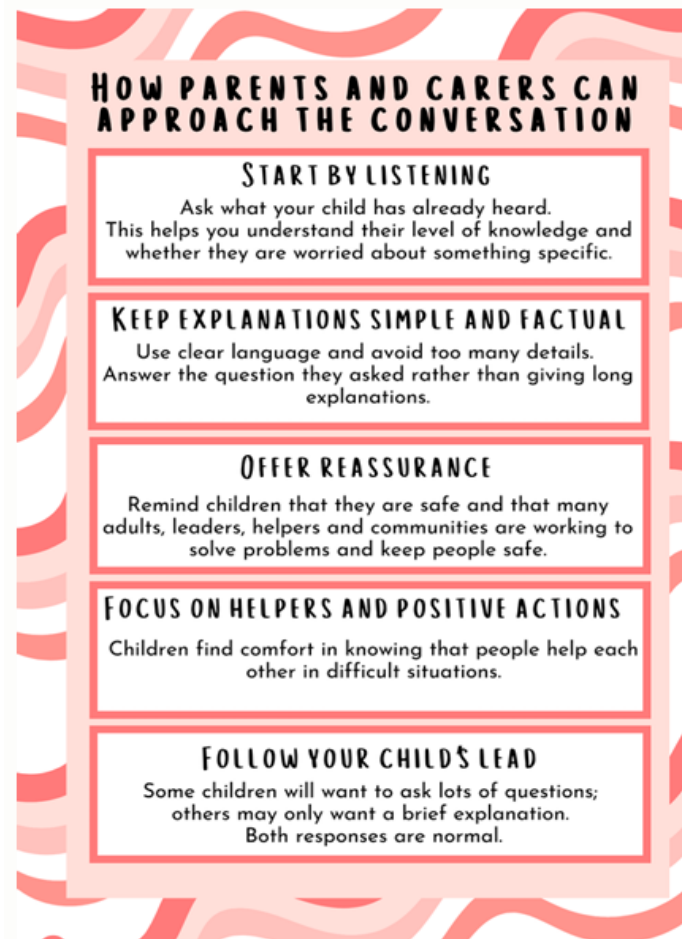 HOW PARENTS AND CARERS CAN
APPROACH THE CONVERSATION
START BY LISTENING
Ask what your child has already heard.
This helps you understand their level of knowledge and
whether they are worried about something specific.
KEEP EXPLANATIONS SIMPLE AND FACTUAL
Use clear language and avoid too many details.
Answer the question they asked rather than giving long
explanations.
OFFER REASSURANCE
Remind children that they are safe and that many
adults, leaders, helpers and communities are working to
solve problems and keep people safe.
FOCUS ON HELPERS AND POSITIVE ACTIONS
Children find comfort in knowing that people help each
other in difficult situations.
FOLLOW YOUR CHILD'S LEAD
Some children will want to ask lots of questions;
others may only want a brief explanation.
Both responses are normal.